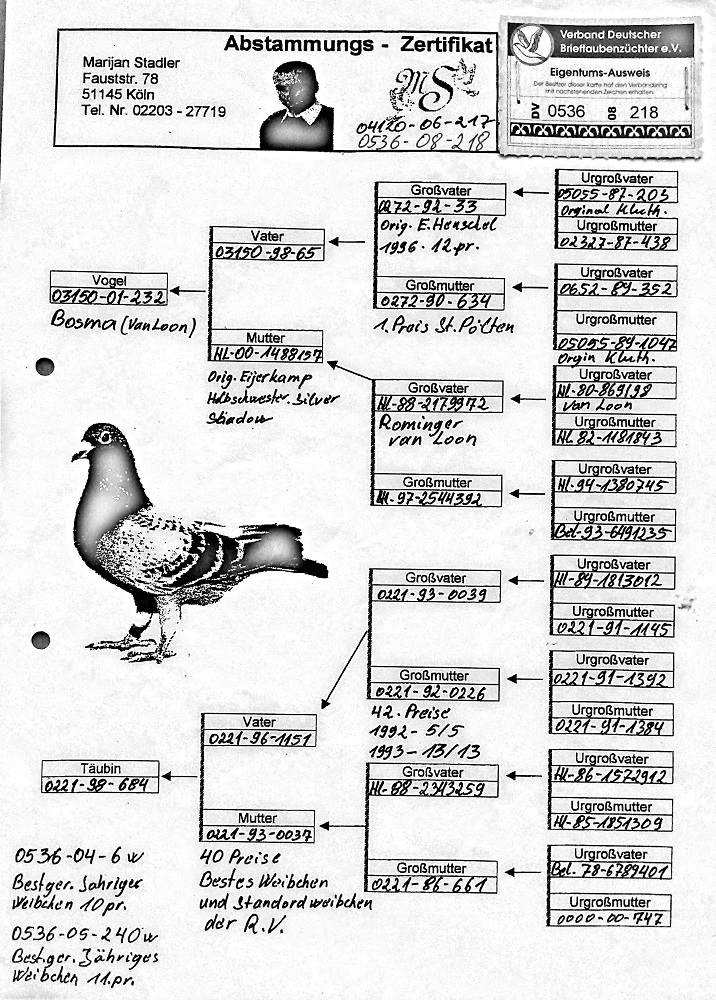 Abstammungs - Zertifikat
Marijan Stadler
Fauststr. 78
51145 Köln
Tel. Nr. 02203 - 27719
MS
04120-06-217
0536-08-218
Verband Deutscher
Brieftaubenzüchter e.V.
Eigentums-Ausweis
Der Besitzer dieser Karte hat den Verbandsring
mit nachstehenden Zeichen erhalten.
DV 0536 08 218
Vogel
03150-01-232
Bosma (Van Loon)
Vater
03150-98-65
Mutter
NL-00-1488157
Orig. Eijerkamp
Halbschwester. Silver
Shadow
Großvater
0272-92-33
Orig. E. Henschel
1996. 12.pr.
Großmutter
0272-90-634
1. Preis St. Pölten
Großvater
NL-88-2179972
Rominger
van Loon
Großmutter
NL-97-2544392
Urgroßvater
05055-87-203
Orginal Kluth.
Urgroßmutter
02327-87-438
Urgroßvater
0652-89-352
Urgroßmutter
05055-89-1047
Orgin Kluth.
Urgroßvater
NL-80-869198
van Loon
Urgroßmutter
NL 82-1181843
Urgroßvater
NL-94-1380745
Urgroßmutter
Bel-93-6491235
Täubin
0221-98-684
Vater
0221-96-1151
Mutter
0221-93-0037
40 Preise
Bestes Weibchen
und Standardweibchen
der R.V.
Großvater
0221-93-0039
Großmutter
0221-92-0226
42. Preise
1992 - 5/5
1993 - 13/13
Großvater
NL-88-2343259
Großmutter
0221-86-661
Urgroßvater
NL-89-1813012
Urgroßmutter
0221-91-1145
Urgroßvater
0221-91-1392
Urgroßmutter
0221-91-1384
Urgroßvater
NL-86-1572912
Urgroßmutter
NL-85-1851309
Urgroßvater
Bel. 78-6789401
Urgroßmutter
0000-00-747
0536-04-6 w
Best ger. Jahriger
Weibchen 10 pr.
0536-05-240 w
Best.ger. 3jähriges
Weibchen 11.pr.